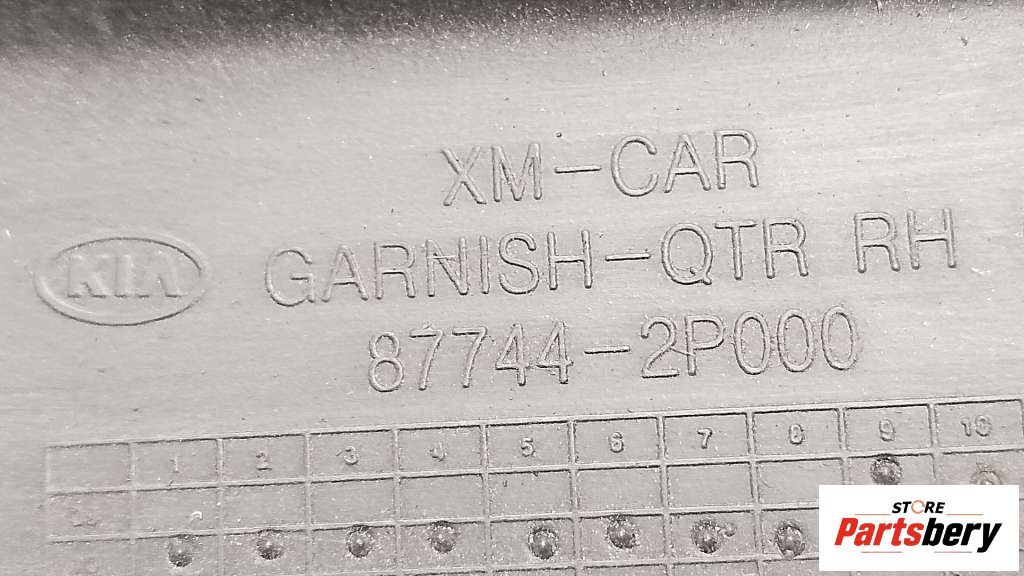 XM-CAR
KIA GARNISH-QTR RH
87744-2P000
1 2 3 4 5 6 7 8 9 10
STORE
Partsbery